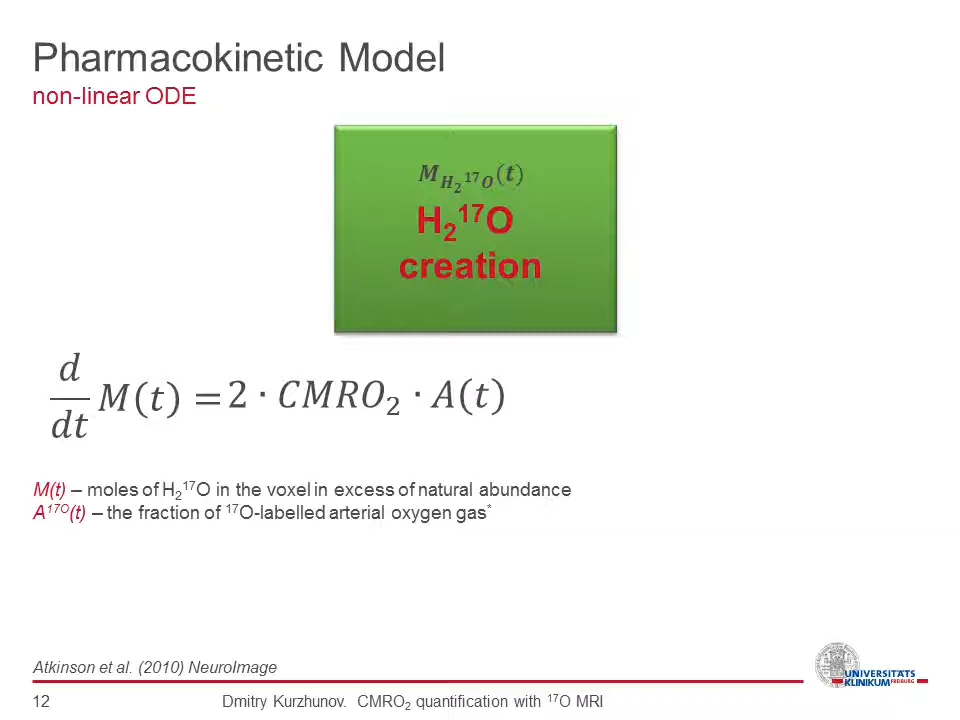 Pharmacokinetic Model
non-linear ODE
M_{H₂¹⁷O}(t)
H₂¹⁷O
creation
d/dt M(t) = 2 · CMRO₂ · A(t)
M(t) – moles of H₂¹⁷O in the voxel in excess of natural abundance
A¹⁷ᴼ(t) – the fraction of ¹⁷O-labelled arterial oxygen gas*
Atkinson et al. (2010) NeuroImage
UNIVERSITÄTS
KLINIKUM FREIBURG
12 Dmitry Kurzhunov. CMRO₂ quantification with ¹⁷O MRI